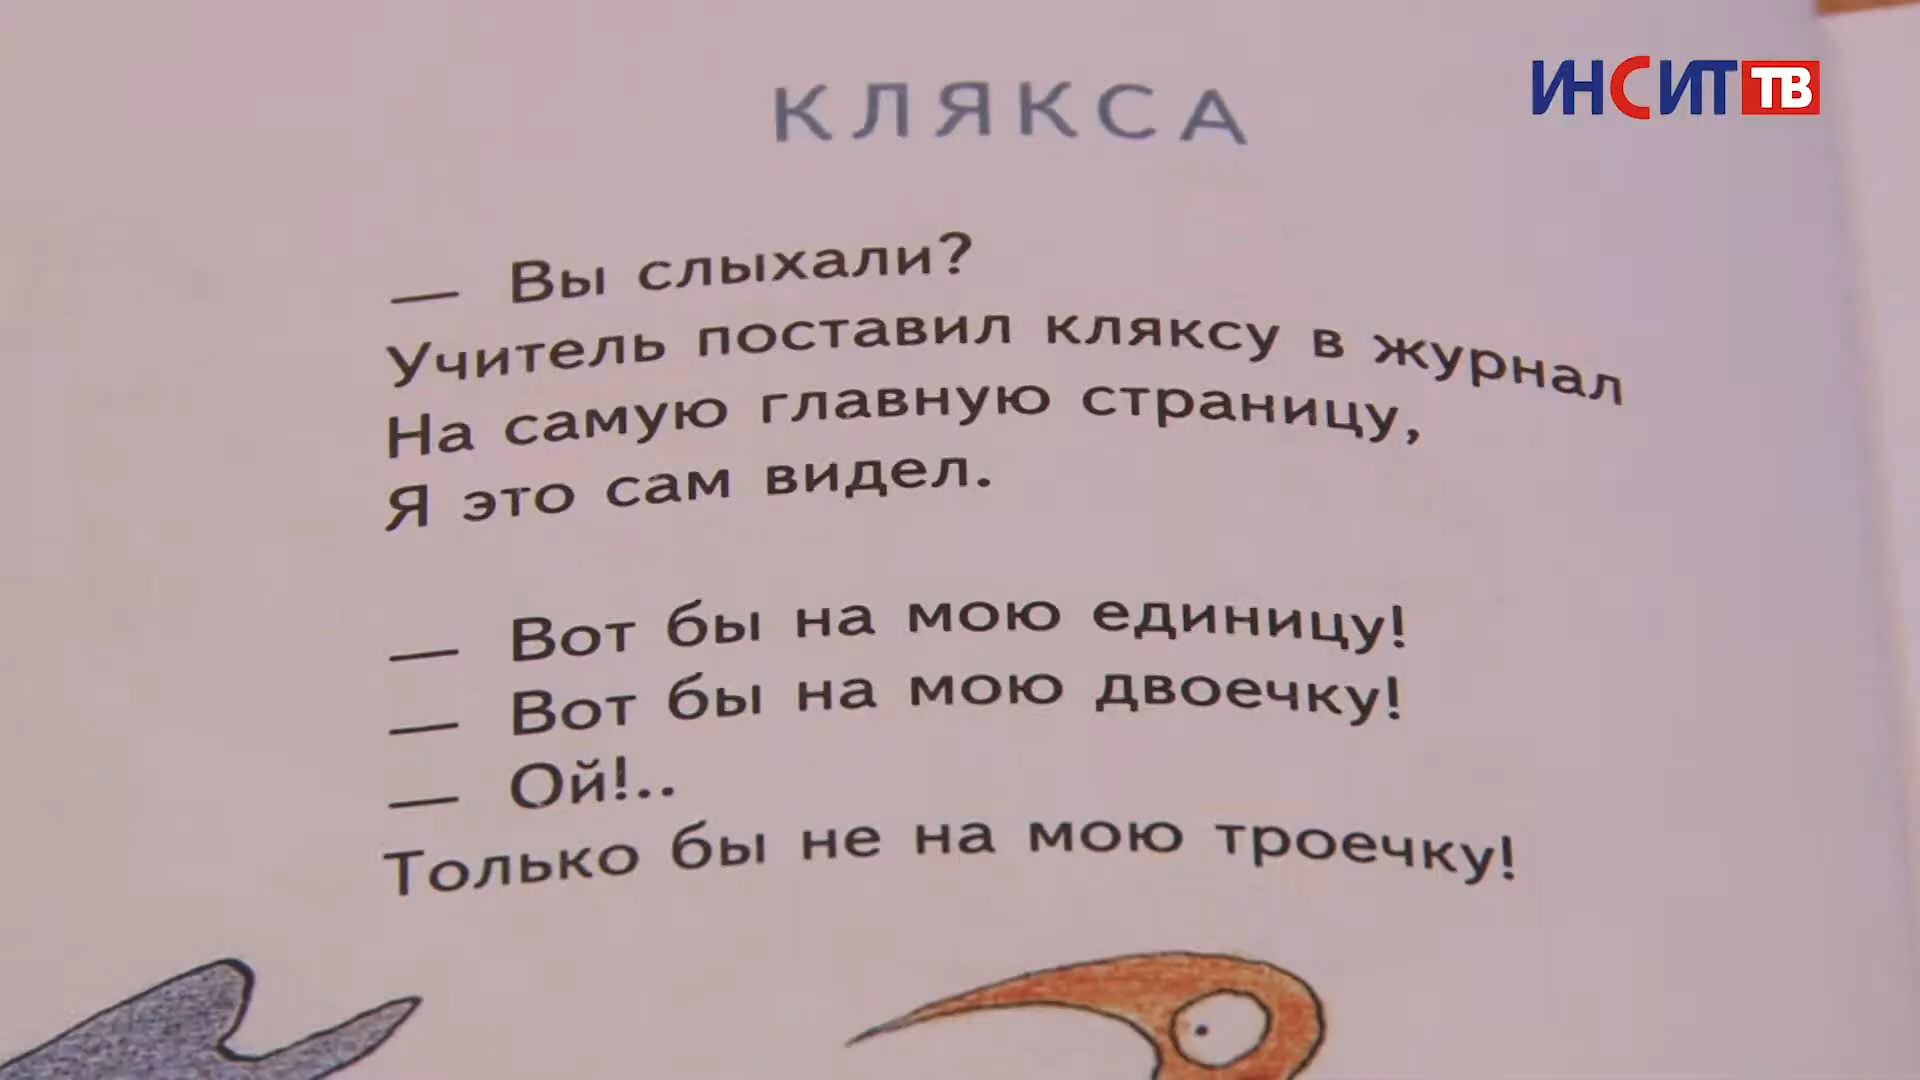 КЛЯКСА
ИНСИТ ТВ
— Вы слыхали?
Учитель поставил кляксу в журнал
На самую главную страницу,
Я это сам видел.
— Вот бы на мою единицу!
— Вот бы на мою двоечку!
— Ой!..
Только бы не на мою троечку!